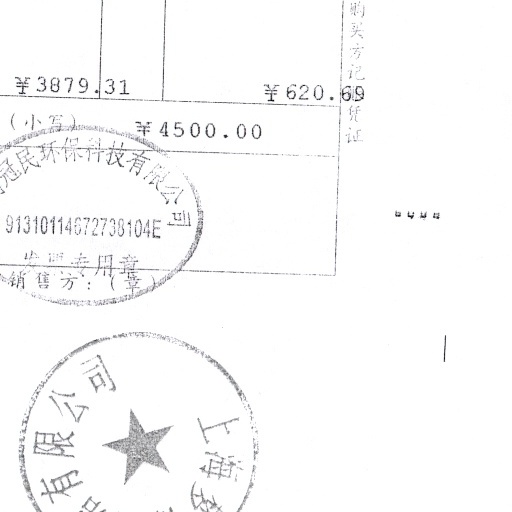 购买方记
凭证
¥3879.31 ¥620.69
(小写) ¥4500.00
冠民环保科技有限公司
91310114672738104E
发票专用章
销售方:(章)
有限公司
上海